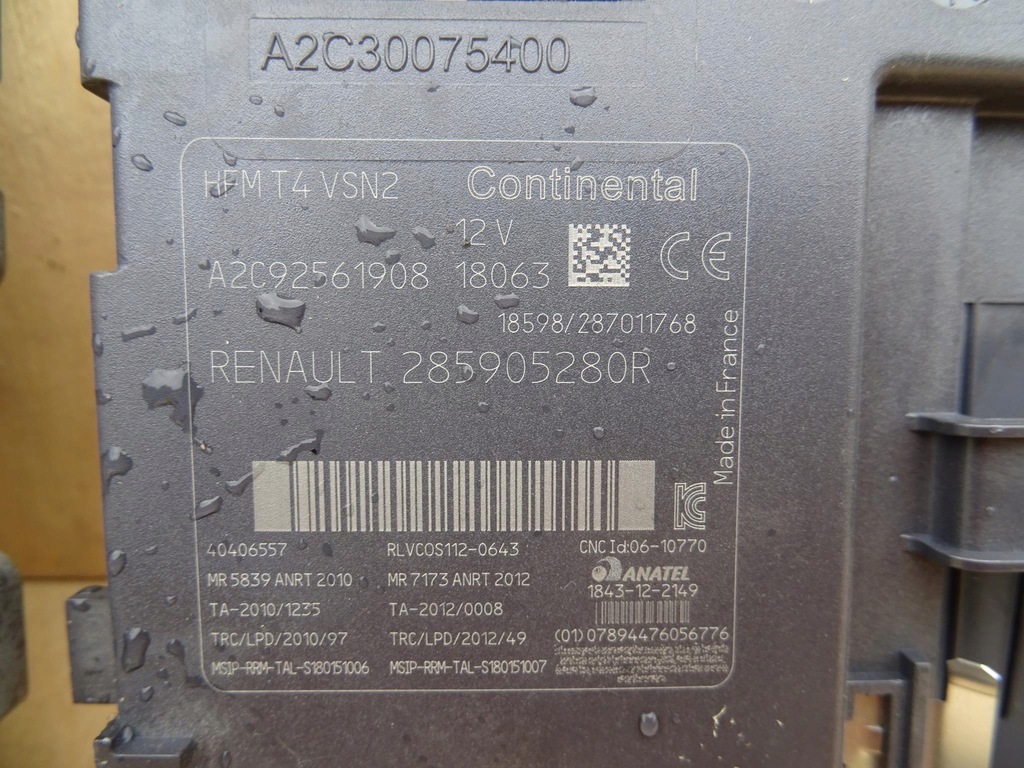 A2C30075400
HFM T4 VSN2 Continental
12 V
A2C92561908 18063 CE
18598/287011768
RENAULT 285905280R
Made in France
40406557 RLVCOS112-0643 CNC Id:06-10770
MR 5839 ANRT 2010 MR 7173 ANRT 2012 ANATEL
1843-12-2149
TA-2010/1235 TA-2012/0008
TRC/LPD/2010/97 TRC/LPD/2012/49 (01)07894476056776
MSIP-RRM-TAL-S180151006 MSIP-RRM-TAL-S180151007